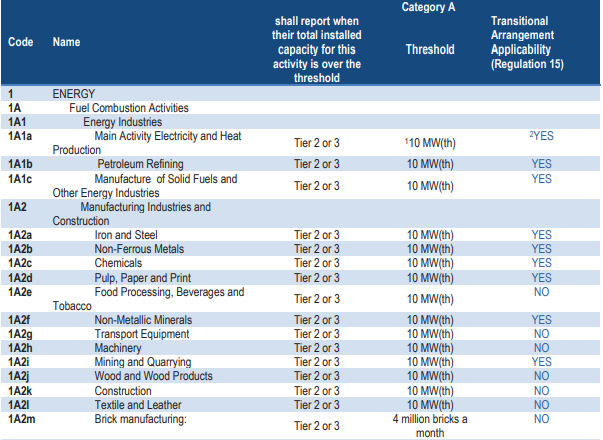 Category A
Code Name shall report when their total installed capacity for this activity is over the threshold Threshold Transitional Arrangement Applicability (Regulation 15)
1 ENERGY
1A Fuel Combustion Activities
1A1 Energy Industries
1A1a Main Activity Electricity and Heat Production Tier 2 or 3 ¹10 MW(th) ²YES
1A1b Petroleum Refining Tier 2 or 3 10 MW(th) YES
1A1c Manufacture of Solid Fuels and Other Energy Industries Tier 2 or 3 10 MW(th) YES
1A2 Manufacturing Industries and Construction
1A2a Iron and Steel Tier 2 or 3 10 MW(th) YES
1A2b Non-Ferrous Metals Tier 2 or 3 10 MW(th) YES
1A2c Chemicals Tier 2 or 3 10 MW(th) YES
1A2d Pulp, Paper and Print Tier 2 or 3 10 MW(th) YES
1A2e Food Processing, Beverages and Tobacco Tier 2 or 3 10 MW(th) NO
1A2f Non-Metallic Minerals Tier 2 or 3 10 MW(th) YES
1A2g Transport Equipment Tier 2 or 3 10 MW(th) NO
1A2h Machinery Tier 2 or 3 10 MW(th) NO
1A2i Mining and Quarrying Tier 2 or 3 10 MW(th) YES
1A2j Wood and Wood Products Tier 2 or 3 10 MW(th) NO
1A2k Construction Tier 2 or 3 10 MW(th) NO
1A2l Textile and Leather Tier 2 or 3 10 MW(th) NO
1A2m Brick manufacturing: Tier 2 or 3 4 million bricks a month NO